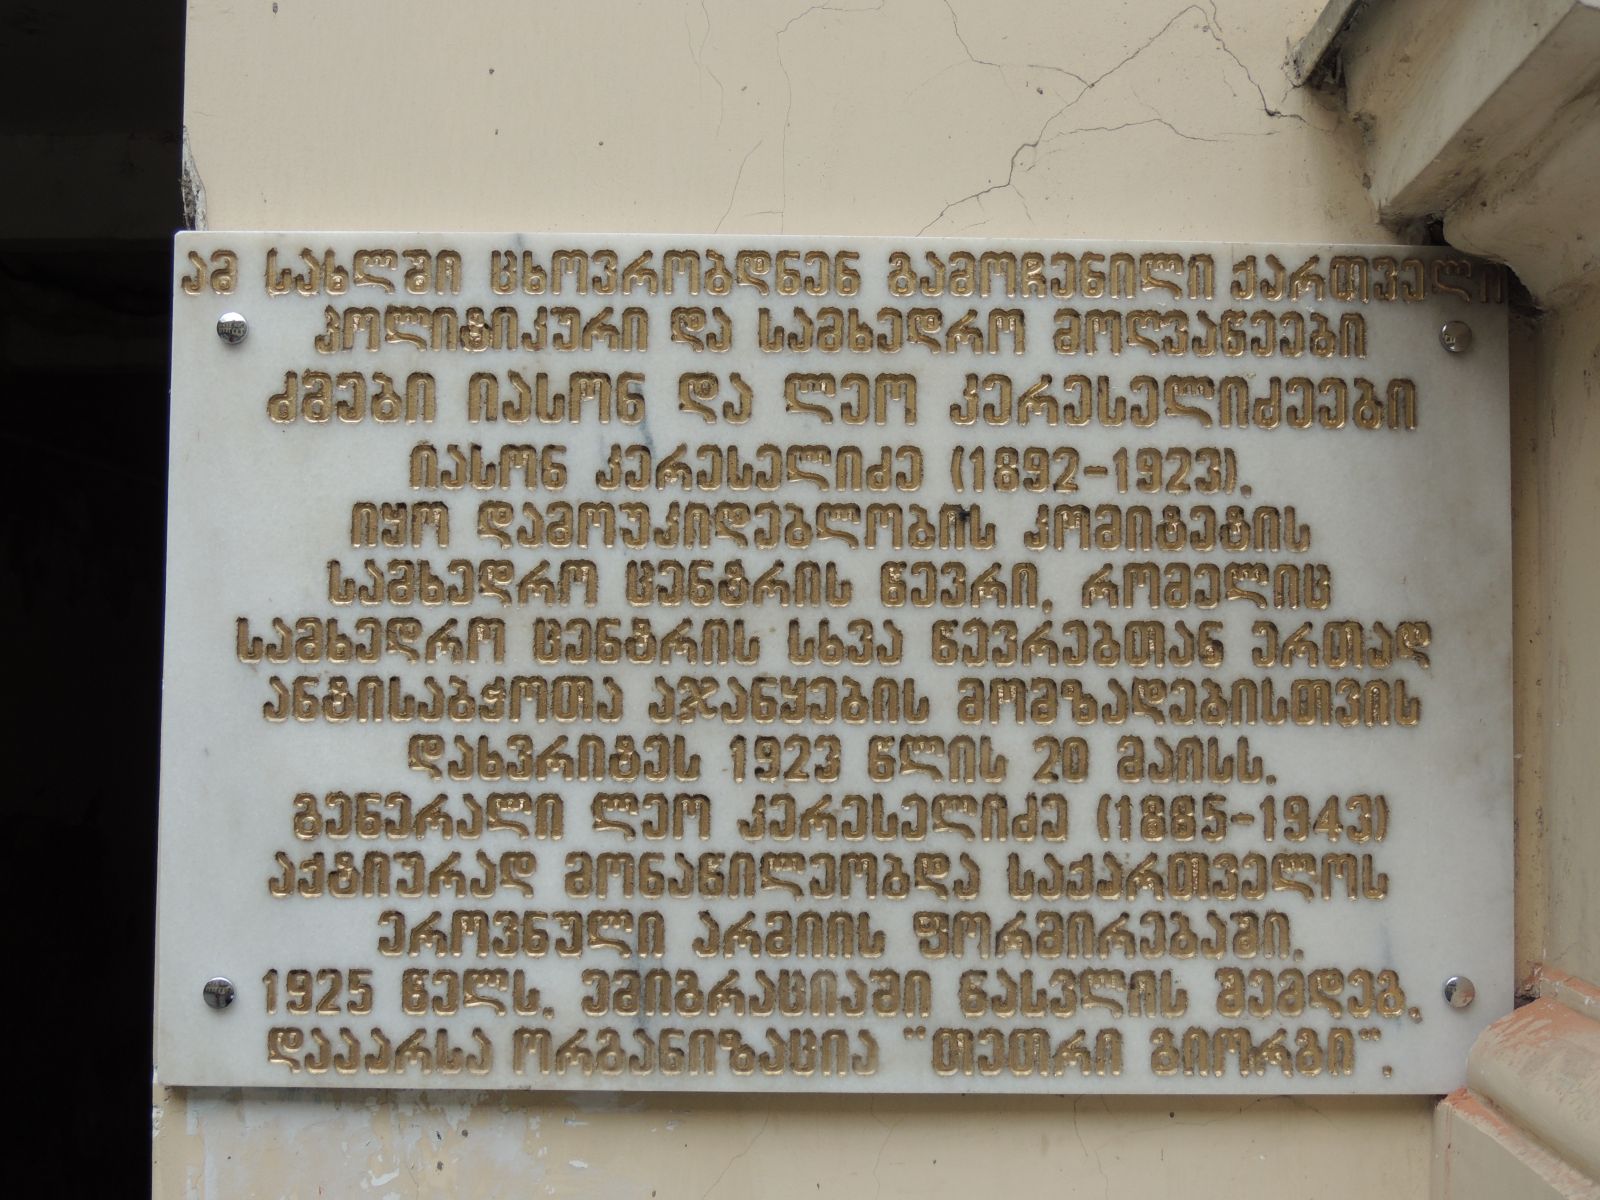 ამ სახლში ცხოვრობდნენ გამოჩენილი ქართველი
პოლიტიკური და სამხედრო მოღვაწეები
ძმები იასონ და ლეო კერესელიძეები
იასონ კერესელიძე (1892-1923).
იყო დამოუკიდებლობის კომიტეტის
სამხედრო ცენტრის წევრი, რომელიც
სამხედრო ცენტრის სხვა წევრებთან ერთად
ანტისაბჭოთა აჯანყების მომზადებისთვის
დახვრიტეს 1923 წლის 20 მაისს.
გენერალი ლეო კერესელიძე (1885-1943)
აქტიურად მონაწილეობდა საქართველოს
ეროვნული არმიის ფორმირებაში.
1925 წელს, ემიგრაციაში წასვლის შემდეგ,
დააარსა ორგანიზაცია "თეთრი გიორგი".